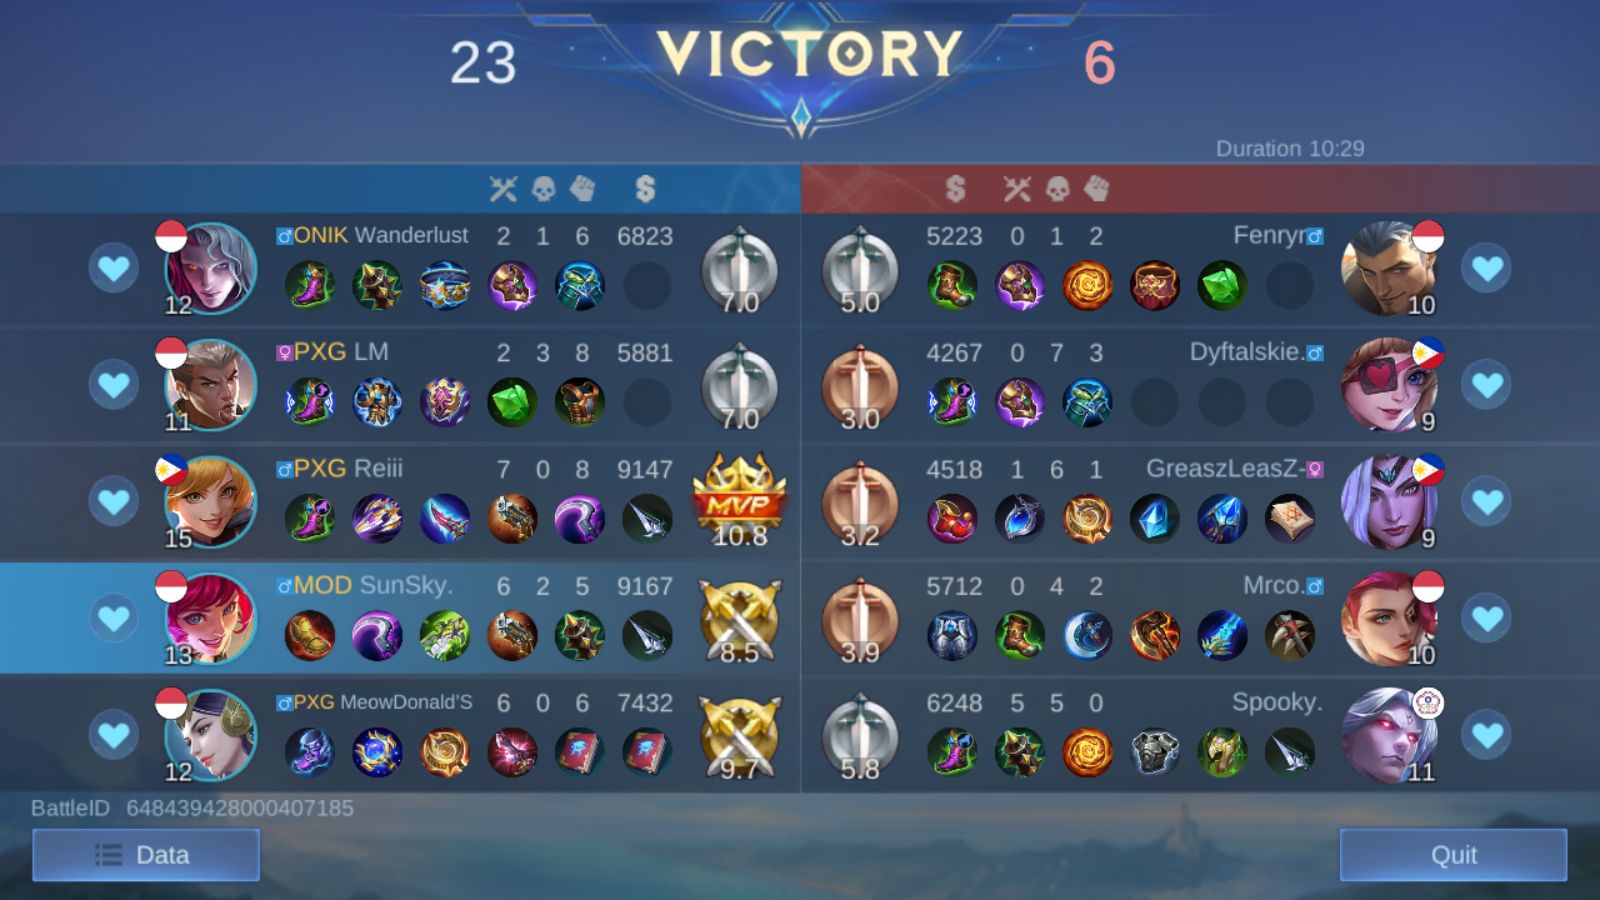 23 VICTORY 6
Duration 10:29
ONIK Wanderlust 2 1 6 6823 7.0
12
5.0 5223 0 1 2 Fenryr
10
PXG LM 2 3 8 5881 7.0
11
3.0 4267 0 7 3 Dyftalskie.
9
PXG Reiii 7 0 8 9147 MVP 10.8
15
3.2 4518 1 6 1 GreaszLeasZ-
9
MOD SunSky. 6 2 5 9167 8.5
13
3.9 5712 0 4 2 Mrco.
10
PXG MeowDonald'S 6 0 6 7432 9.7
12
5.8 6248 5 5 0 Spooky.
11
BattleID 648439428000407185
Data
Quit